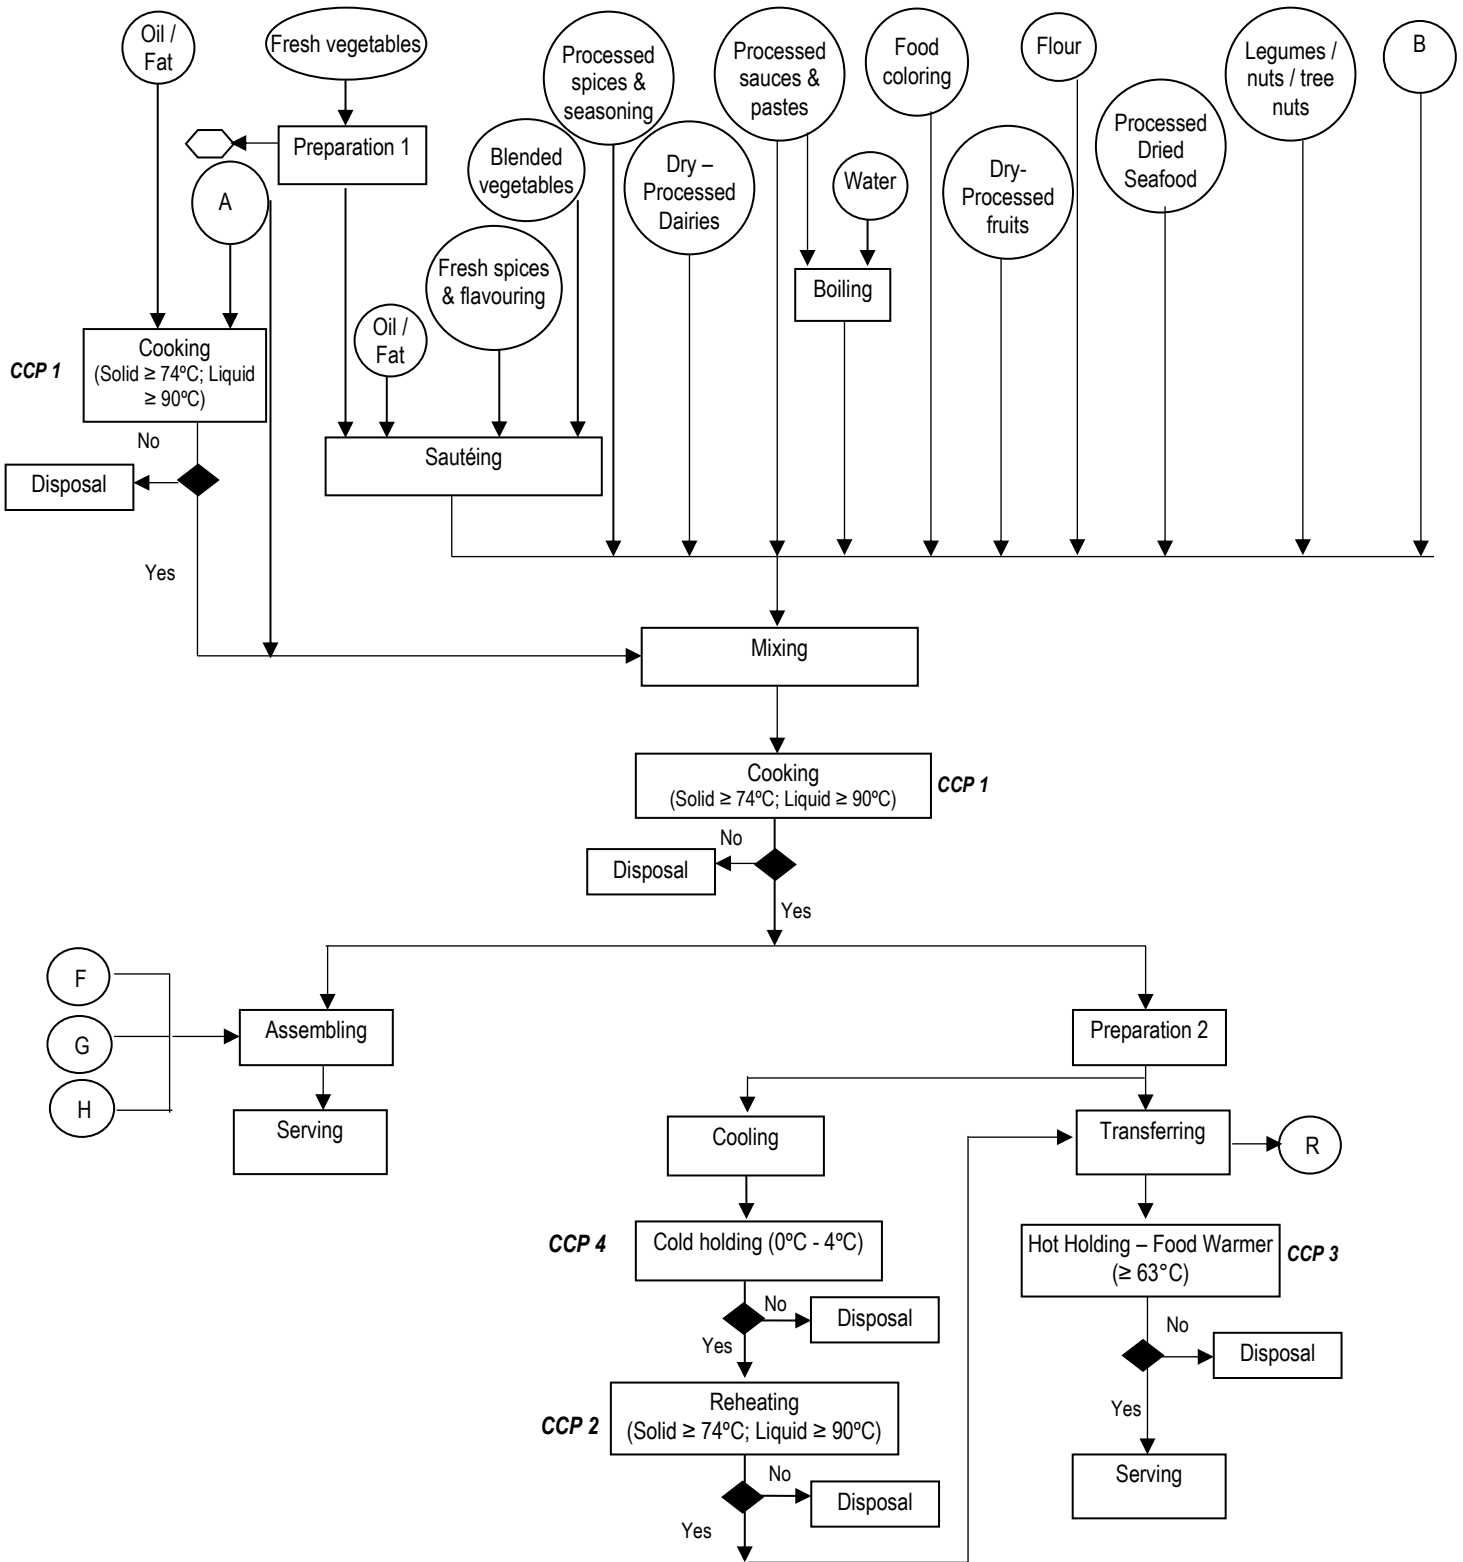 Oil /
Fat
Fresh vegetables
Processed
spices &
seasoning
Processed
sauces &
pastes
Food
coloring
Flour
Legumes /
nuts / tree
nuts
B
Preparation 1
Blended
vegetables
Dry –
Processed
Dairies
Water
Dry-
Processed
fruits
Processed
Dried
Seafood
A
Fresh spices
& flavouring
Boiling
Oil /
Fat
CCP 1
Cooking
(Solid ≥ 74ºC; Liquid
≥ 90ºC)
No
Disposal
Sautéing
Yes
Mixing
Cooking
(Solid ≥ 74ºC; Liquid ≥ 90ºC)
CCP 1
No
Disposal
Yes
F
G
H
Assembling
Serving
Preparation 2
Cooling
Transferring
R
CCP 4
Cold holding (0ºC - 4ºC)
Hot Holding – Food Warmer
(≥ 63°C)
CCP 3
No
Disposal
Yes
No
Disposal
Yes
CCP 2
Reheating
(Solid ≥ 74ºC; Liquid ≥ 90ºC)
Serving
No
Disposal
Yes